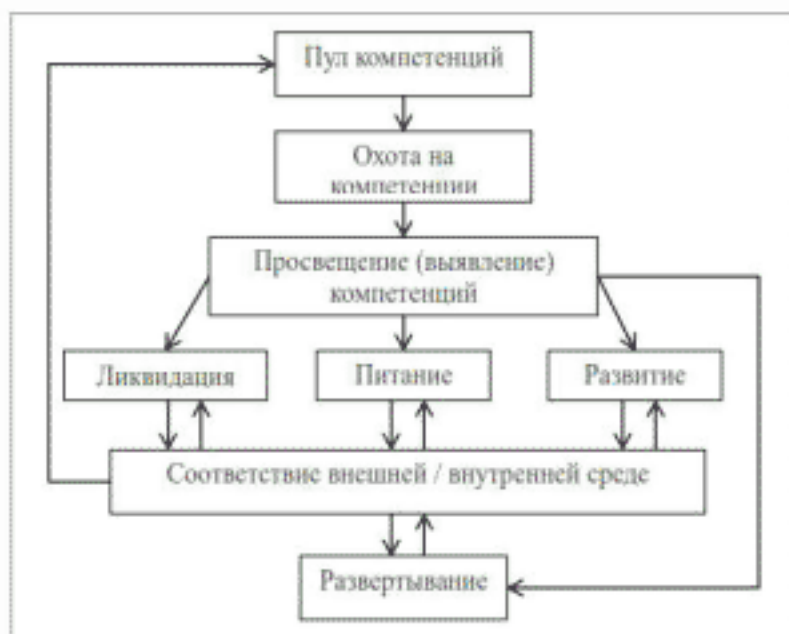 Пул компетенций
Охота на
компетенции
Просвещение (выявление)
компетенций
Ликвидация
Питание
Развитие
Соответствие внешней / внутренней среде
Развертывание